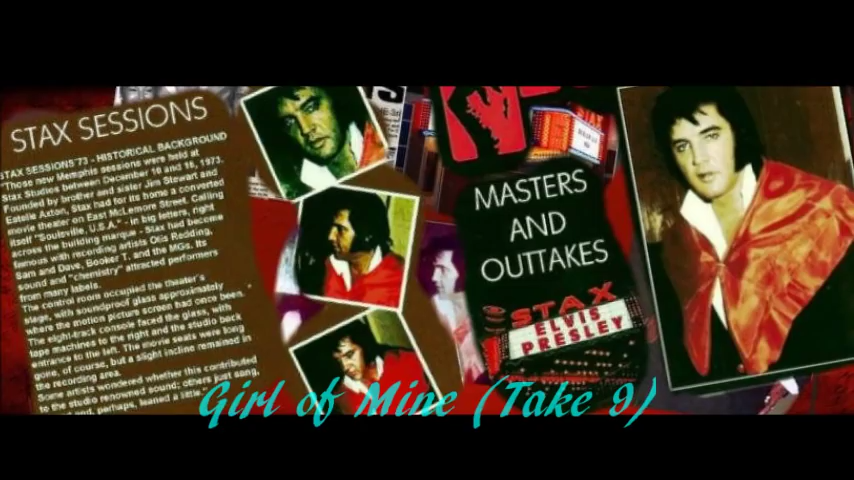 STAX SESSIONS
STAX SESSIONS'73 - HISTORICAL BACKGROUND
"Those new Memphis sessions were held at
Stax Studios between December 10 and 16, 1973.
Founded by brother and sister Jim Stewart and
Estelle Axton, Stax had for its home a converted
movie theater on East McLemore Street. Calling
itself "Soulsville, U.S.A." - in big letters, right
across the building marquie - Stax had become
famous with recording artists Otis Redding,
Sam and Dave, Booker T. and the MGs. Its
sound and "chemistry" attracted performers
from many labels.
The control room occupied the theater's
stage, with soundproof glass approximately
where the motion picture screen had once been.
The eight-track console faced the glass, with
tape machines to the right and the studio back
entrance to the left. The movie seats were long
gone, of course, but a slight incline remained in
the recording area.
Some artists wondered whether this contributed
to the studio renowned sound; others just sang,
and, perhaps, leaned a little
MASTERS
AND
OUTTAKES
STAX
ELVIS
PRESLEY
Girl of Mine (Take 9)